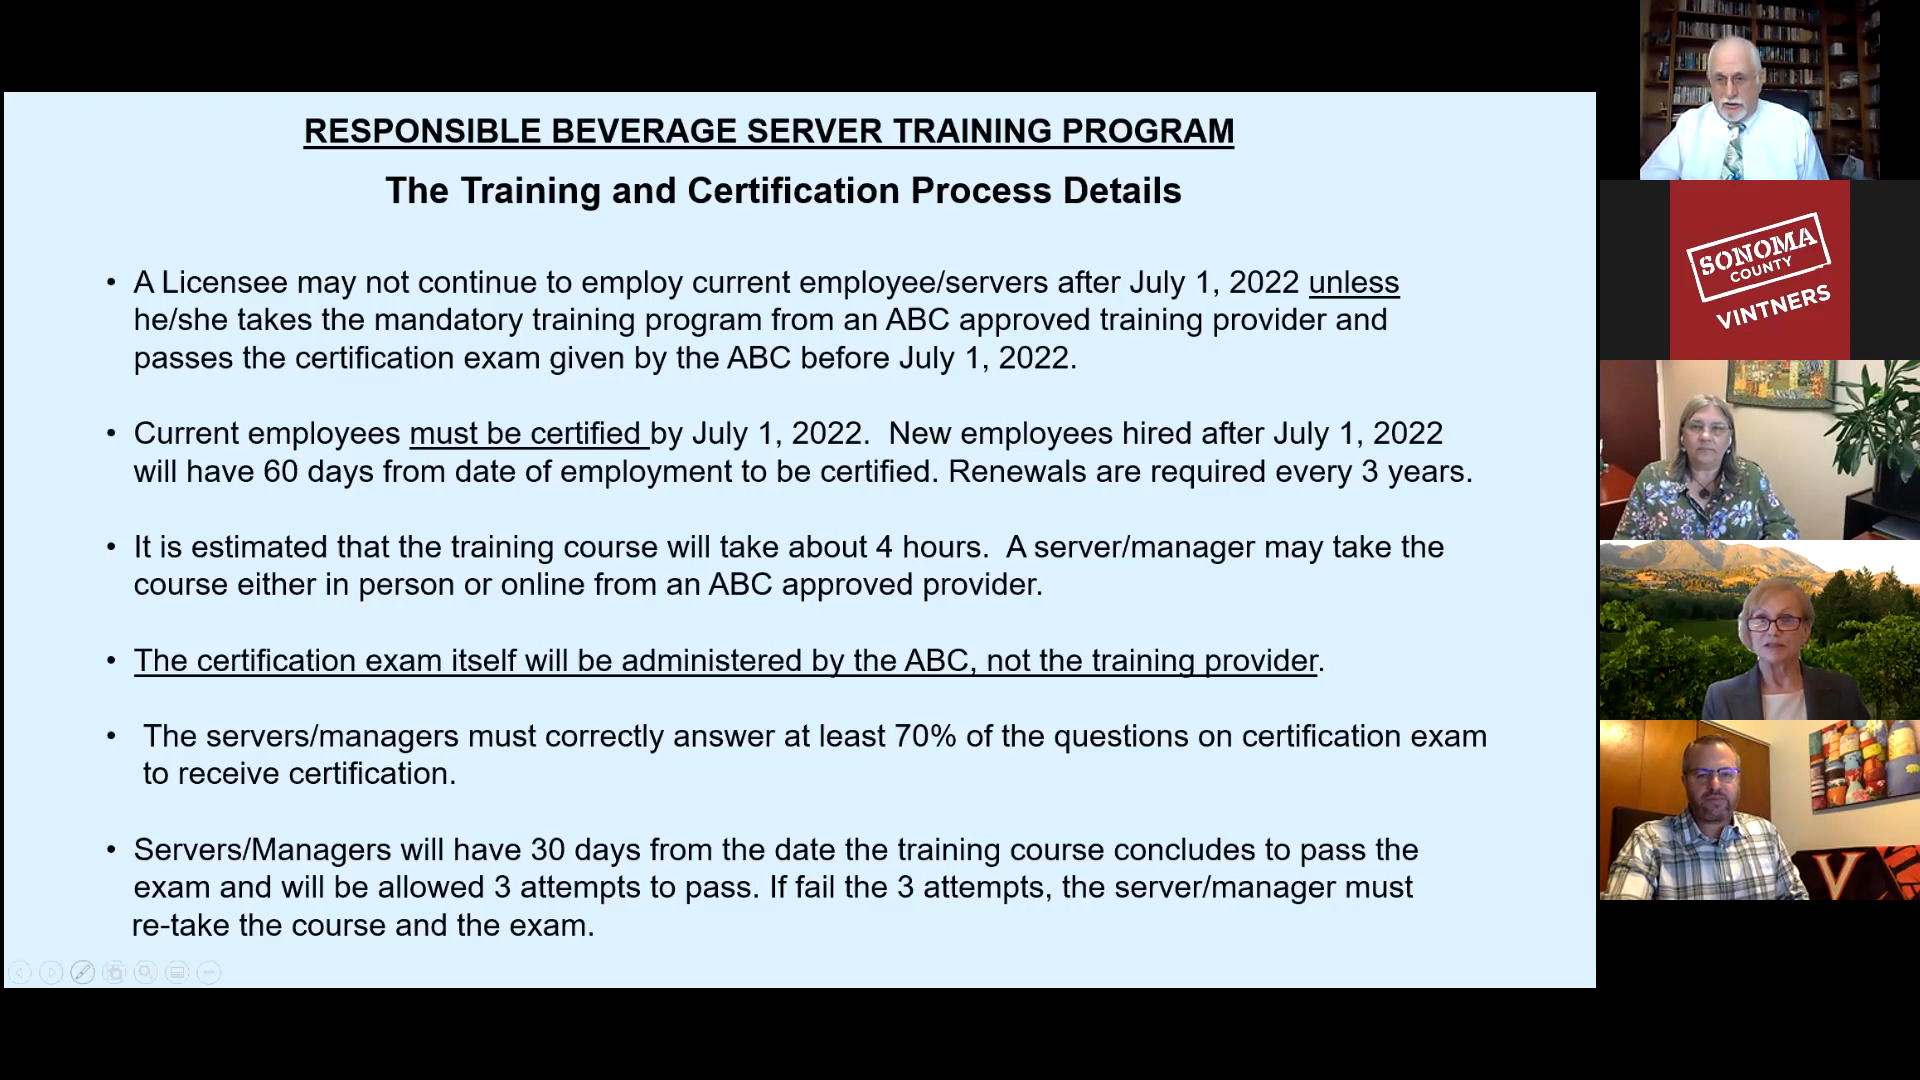 RESPONSIBLE BEVERAGE SERVER TRAINING PROGRAM
The Training and Certification Process Details
• A Licensee may not continue to employ current employee/servers after July 1, 2022 unless
he/she takes the mandatory training program from an ABC approved training provider and
passes the certification exam given by the ABC before July 1, 2022.
• Current employees must be certified by July 1, 2022.  New employees hired after July 1, 2022
will have 60 days from date of employment to be certified. Renewals are required every 3 years.
• It is estimated that the training course will take about 4 hours.  A server/manager may take the
course either in person or online from an ABC approved provider.
• The certification exam itself will be administered by the ABC, not the training provider.
• The servers/managers must correctly answer at least 70% of the questions on certification exam
to receive certification.
• Servers/Managers will have 30 days from the date the training course concludes to pass the
exam and will be allowed 3 attempts to pass. If fail the 3 attempts, the server/manager must
re-take the course and the exam.
SONOMA
COUNTY
VINTNERS
V